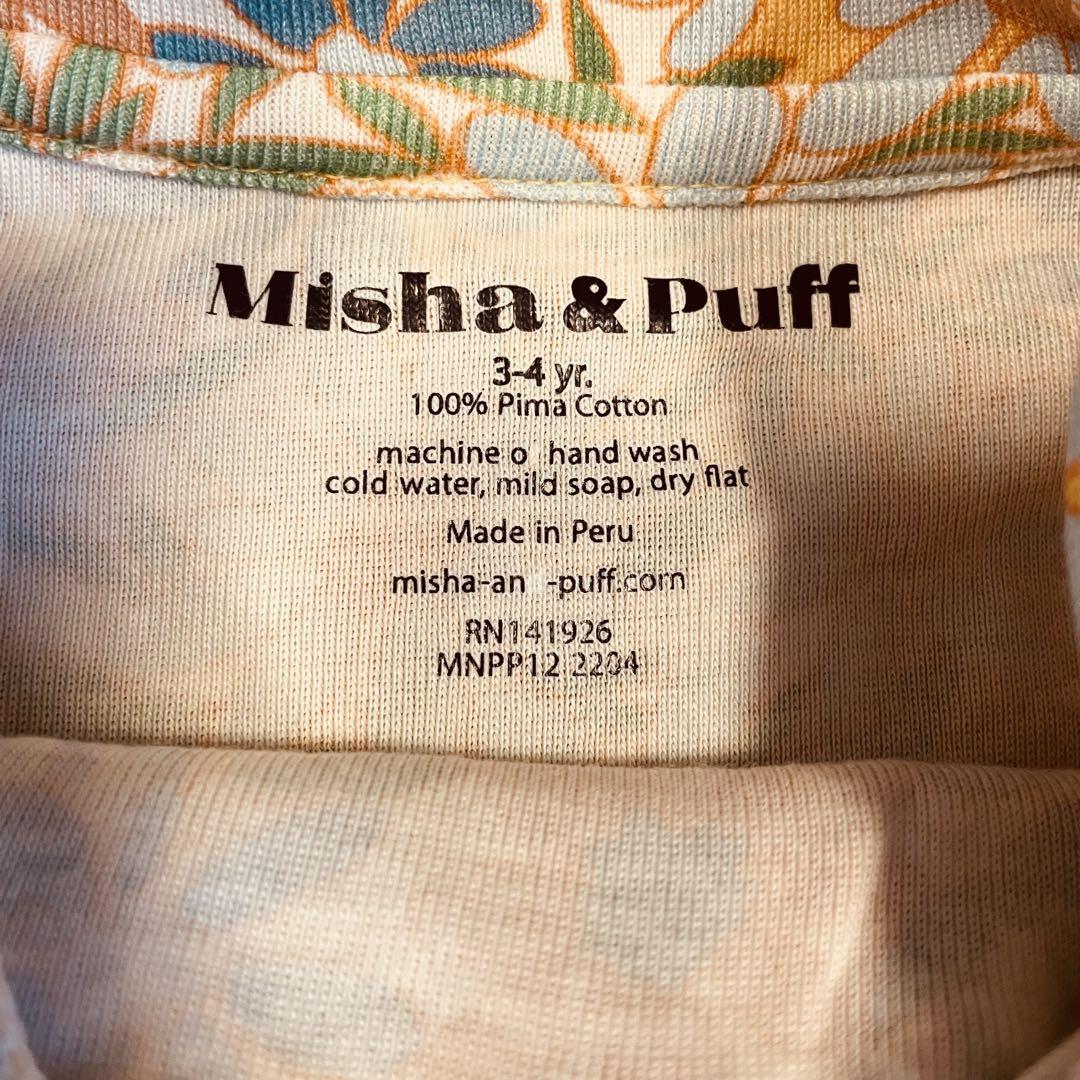 Misha & Puff
3-4 yr.
100% Pima Cotton
machine o hand wash
cold water, mild soap, dry flat
Made in Peru
misha-an -puff.com
RN141926
MNPP12 2204